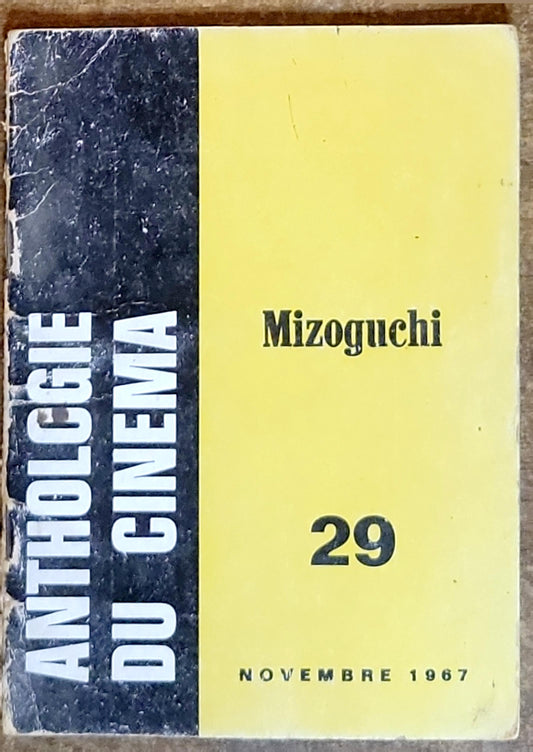 ANTHOLOGIE
DU CINEMA
Mizoguchi
29
NOVEMBRE 1967